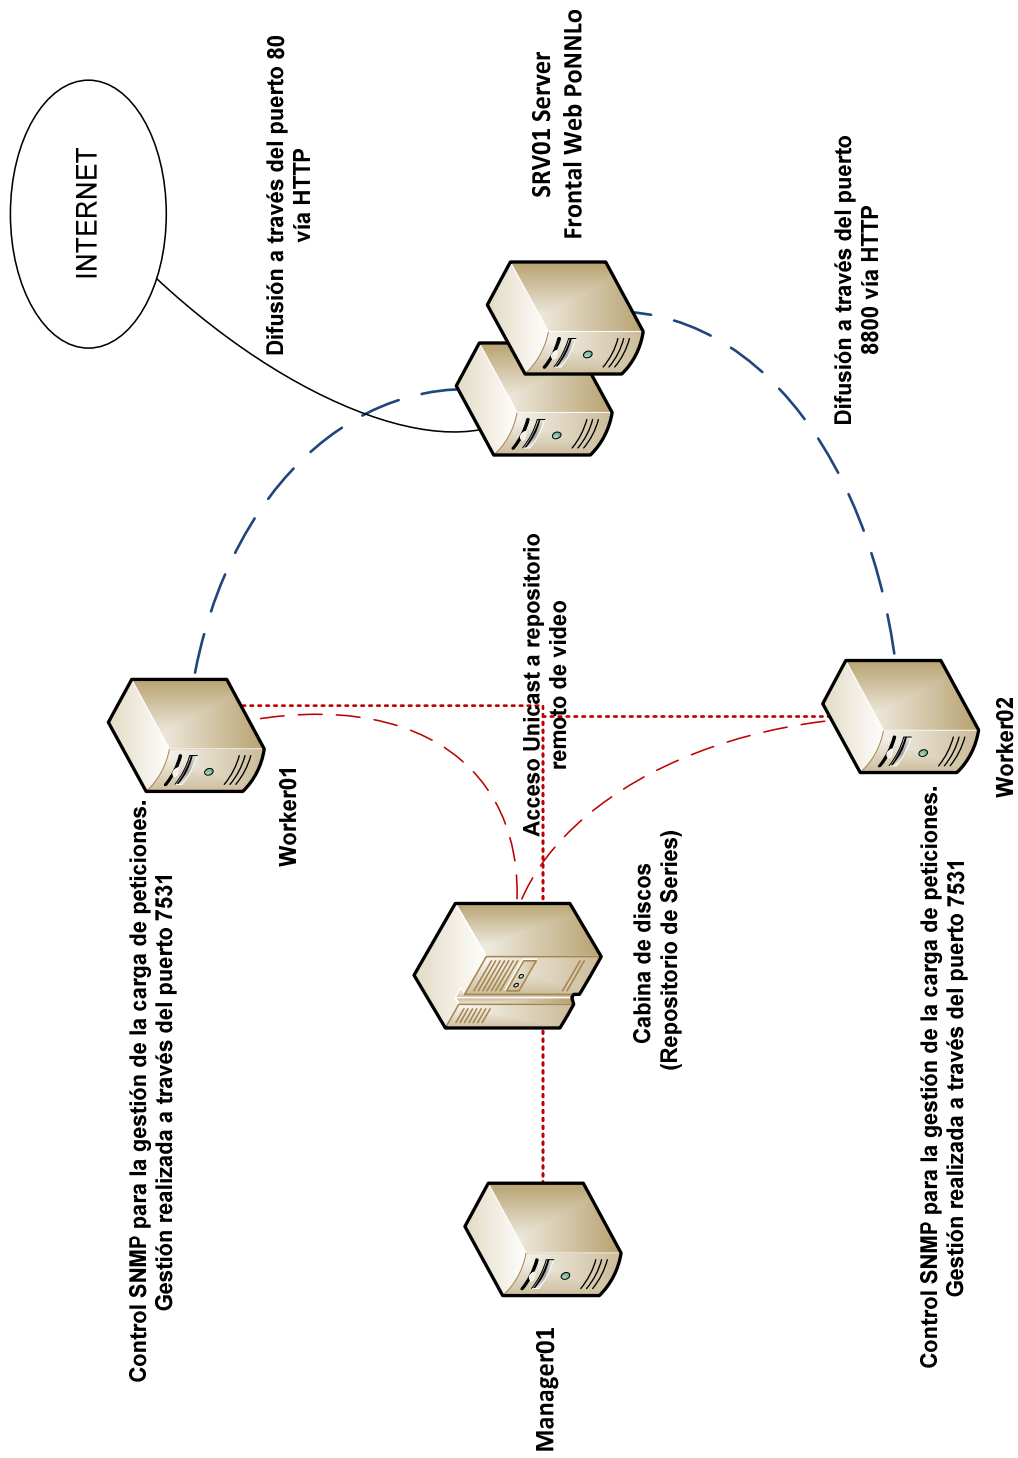 Control SNMP para la gestión de la carga de peticiones.
Gestión realizada a través del puerto 7531
Worker01
INTERNET
Difusión a través del puerto 80
vía HTTP
Manager01
Cabina de discos
(Repositorio de Series)
Acceso Unicast a repositorio
remoto de video
SRV01 Server
Frontal Web PoNNLo
Control SNMP para la gestión de la carga de peticiones.
Gestión realizada a través del puerto 7531
Worker02
Difusión a través del puerto
8800 vía HTTP